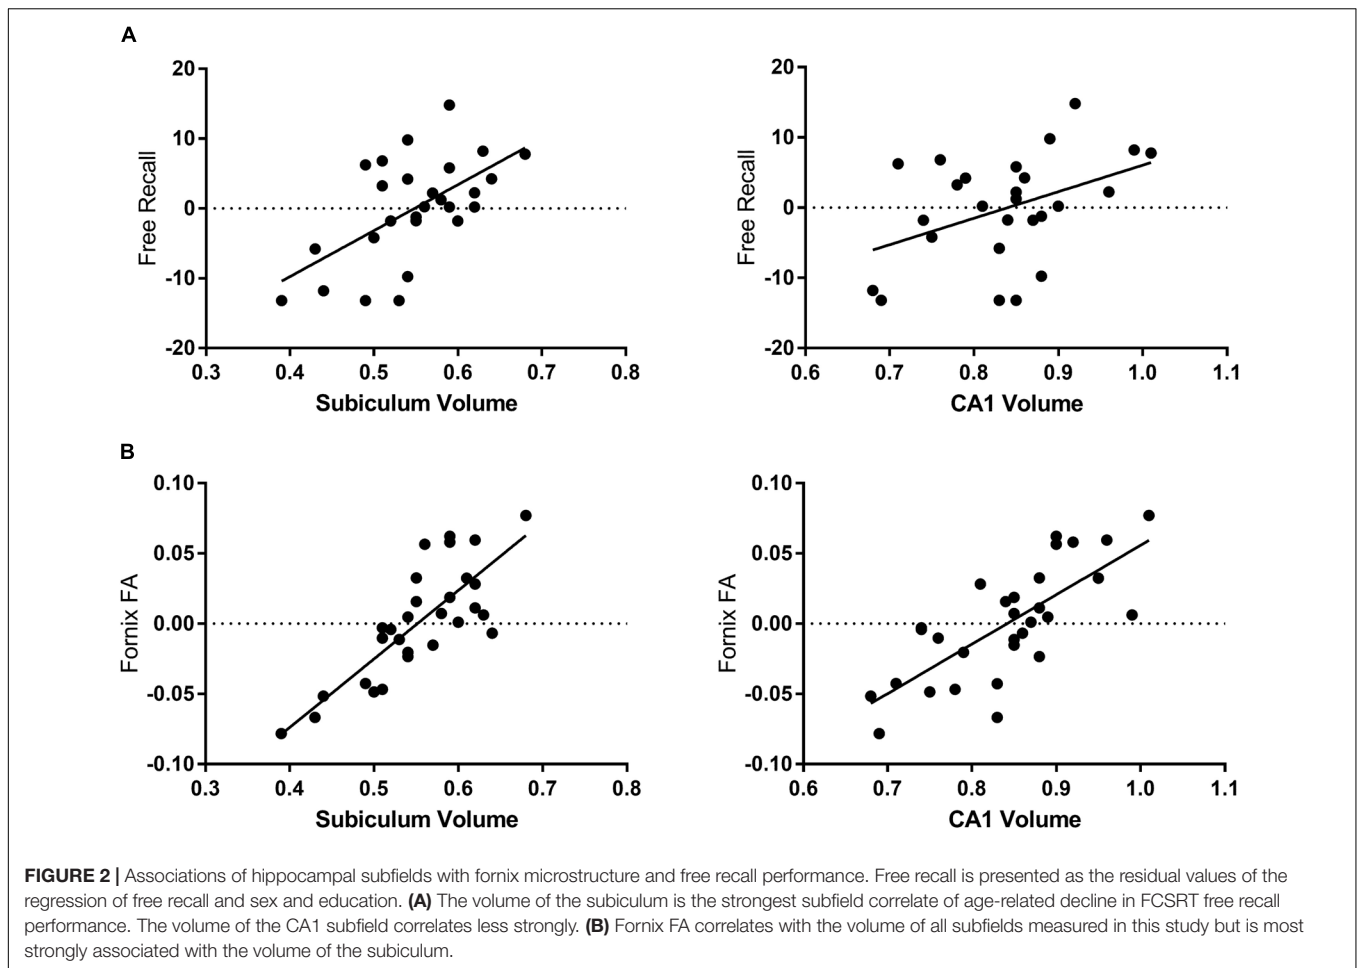 A
20
10
0
-10
-20
Free Recall
0.3 0.4 0.5 0.6 0.7 0.8
Subiculum Volume
20
10
0
-10
-20
Free Recall
0.6 0.7 0.8 0.9 1.0 1.1
CA1 Volume
B
0.10
0.05
0.00
-0.05
-0.10
Fornix FA
0.3 0.4 0.5 0.6 0.7 0.8
Subiculum Volume
0.10
0.05
0.00
-0.05
-0.10
Fornix FA
0.6 0.7 0.8 0.9 1.0 1.1
CA1 Volume
FIGURE 2 | Associations of hippocampal subfields with fornix microstructure and free recall performance. Free recall is presented as the residual values of the
regression of free recall and sex and education. (A) The volume of the subiculum is the strongest subfield correlate of age-related decline in FCSRT free recall
performance. The volume of the CA1 subfield correlates less strongly. (B) Fornix FA correlates with the volume of all subfields measured in this study but is most
strongly associated with the volume of the subiculum.